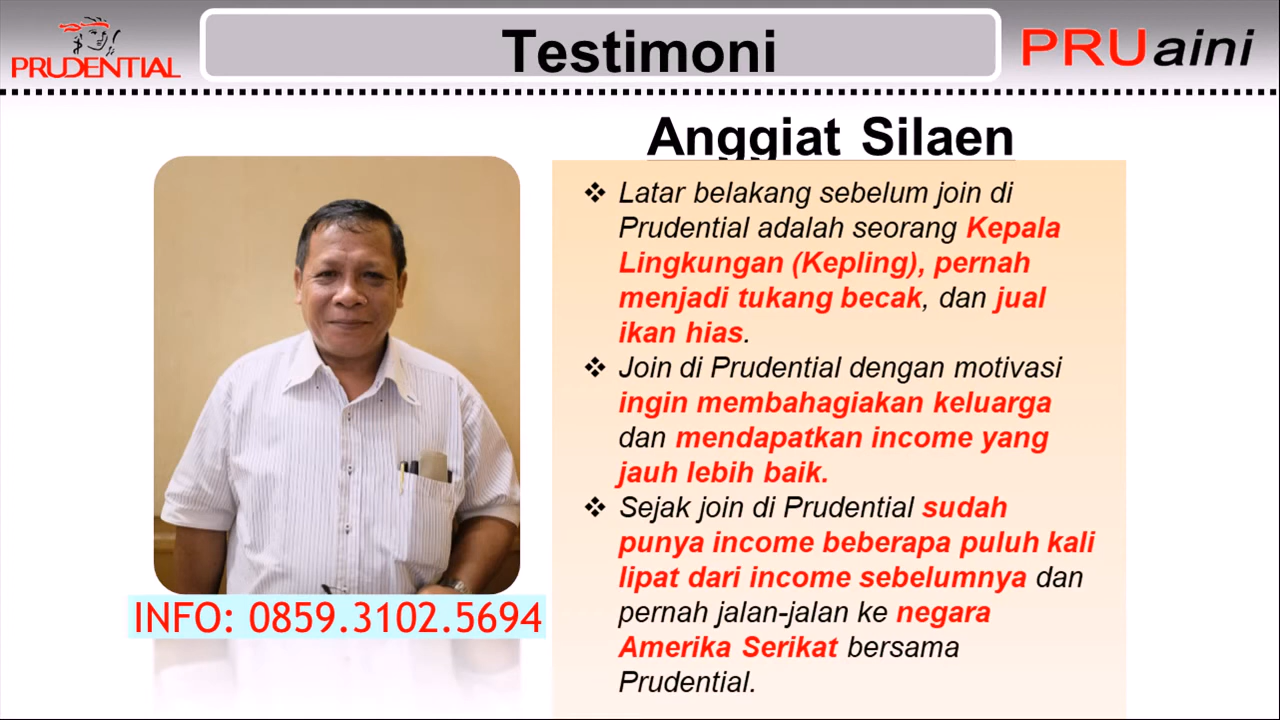 PRUDENTIAL
Testimoni
PRUaini
Anggiat Silaen
❖ Latar belakang sebelum join di
Prudential adalah seorang Kepala
Lingkungan (Kepling), pernah
menjadi tukang becak, dan jual
ikan hias.
❖ Join di Prudential dengan motivasi
ingin membahagiakan keluarga
dan mendapatkan income yang
jauh lebih baik.
❖ Sejak join di Prudential sudah
punya income beberapa puluh kali
lipat dari income sebelumnya dan
pernah jalan-jalan ke negara
Amerika Serikat bersama
Prudential.
INFO: 0859.3102.5694